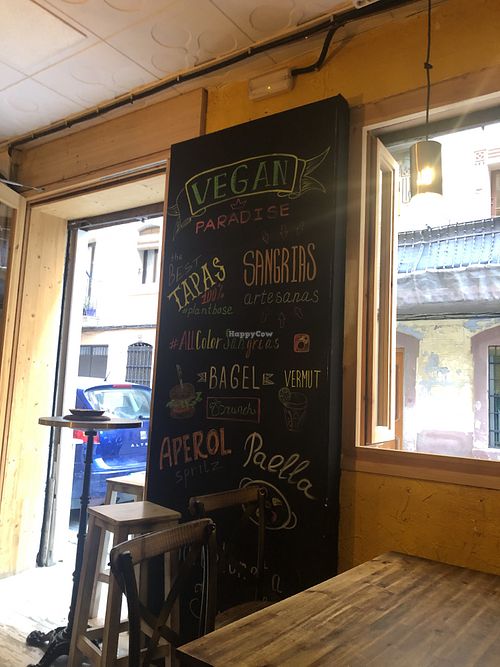 VEGAN
PARADISE
the BEST
TAPAS
100%
#plantbase
SANGRIAS
artesanas
HappyCow
#AllColorSangrias
BAGEL
VERMUT
Brunch
APEROL
spritz
Paella